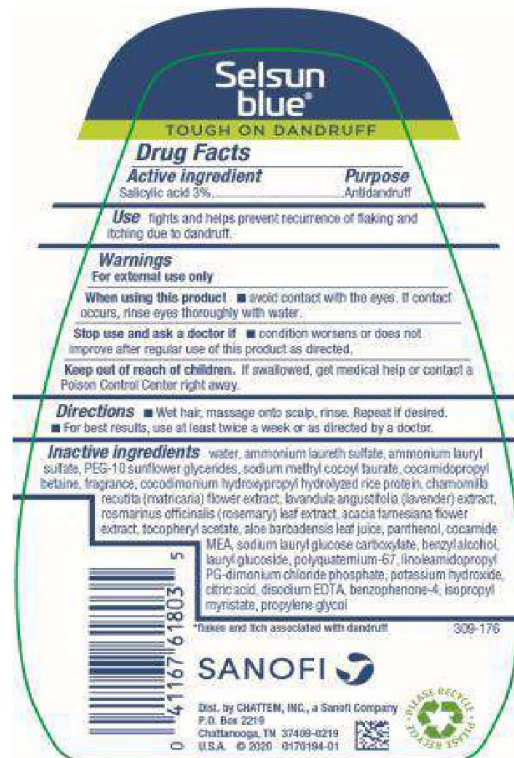 Selsun
blue®
TOUGH ON DANDRUFF
Drug Facts
Active ingredient Purpose
Salicylic acid 3%.......................Antidandruff
Use fights and helps prevent recurrence of flaking and
itching due to dandruff.
Warnings
For external use only
When using this product ■ avoid contact with the eyes. If contact
occurs, rinse eyes thoroughly with water.
Stop use and ask a doctor if ■ condition worsens or does not
improve after regular use of this product as directed.
Keep out of reach of children. If swallowed, get medical help or contact a
Poison Control Center right away.
Directions ■ Wet hair, massage onto scalp, rinse. Repeat if desired.
■ For best results, use at least twice a week or as directed by a doctor.
Inactive ingredients water, ammonium laureth sulfate, ammonium lauryl
sulfate, PEG-10 sunflower glycerides, sodium methyl cocoyl taurate, cocamidopropyl
betaine, fragrance, cocodimonium hydroxypropyl hydrolyzed rice protein, chamomilla
recutita (matricaria) flower extract, lavandula angustifolia (lavender) extract,
rosmarinus officinalis (rosemary) leaf extract, acacia farnesiana flower
extract, tocopheryl acetate, aloe barbadensis leaf juice, panthenol, cocamide
MEA, sodium lauryl glucose carboxylate, benzyl alcohol,
lauryl glucoside, polyquaternium-67, linoleamidopropyl
PG-dimonium chloride phosphate, potassium hydroxide,
citric acid, disodium EDTA, benzophenone-4, isopropyl
myristate, propylene glycol
*flakes and itch associated with dandruff 309-176
0 41167 61803 5
SANOFI
Dist. by CHATTEM, INC., a Sanofi Company
P.O. Box 2219
Chattanooga, TN 37409-0219
U.S.A. © 2020 0170194-01
• PLEASE RECYCLE • PLEASE RECYCLE